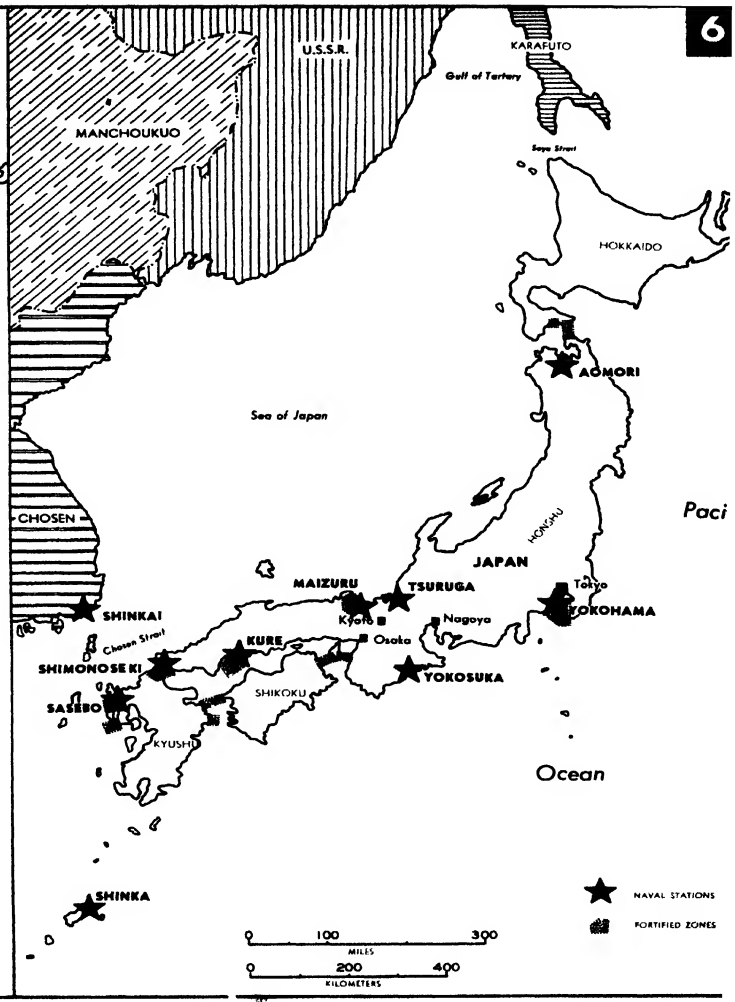 6
U.S.S.R.
KARAFUTO
Gulf of Tartary
MANCHOUKUO
Soya Strait
HOKKAIDO
AOMORI
Sea of Japan
Paci
CHOSEN
HONSHU
JAPAN
MAIZURU
TSURUGA
Tokyo
SHINKAI
Kyoto
Nagoya
YOKOHAMA
Chosen Strait
KURE
Osaka
SHIMONOSEKI
YOKOSUKA
SASEBO
SHIKOKU
KYUSHU
Ocean
SHINKA
NAVAL STATIONS
FORTIFIED ZONES
0 100 300
MILES
0 200 400
KILOMETERS